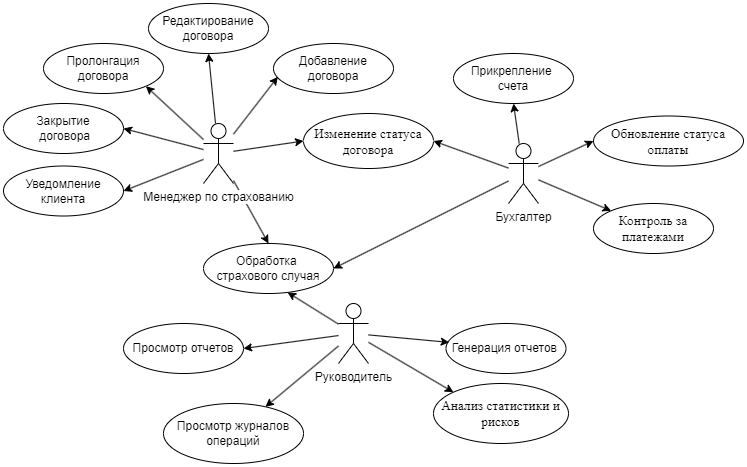 Редактирование
договора
Пролонгация
договора
Добавление
договора
Прикрепление
счета
Закрытие
договора
Изменение статуса
договора
Обновление статуса
оплаты
Уведомление
клиента
Менеджер по страхованию
Бухгалтер
Контроль за
платежами
Обработка
страхового случая
Просмотр отчетов
Руководитель
Генерация отчетов
Анализ статистики и
рисков
Просмотр журналов
операций